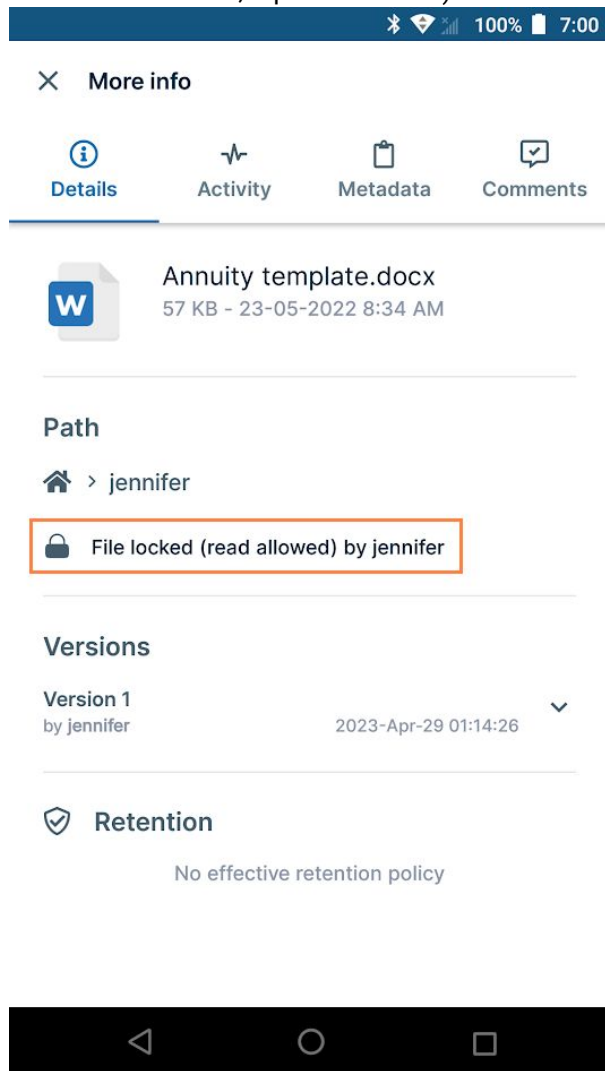 100% 7:00
More info
Details Activity Metadata Comments
W
Annuity template.docx
57 KB - 23-05-2022 8:34 AM
Path
> jennifer
File locked (read allowed) by jennifer
Versions
Version 1
by jennifer 2023-Apr-29 01:14:26
Retention
No effective retention policy